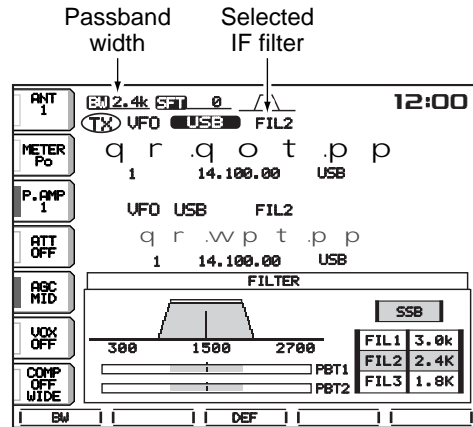 Passband width
Selected IF filter
ANT 1
BW 2.4k SFT 0
12:00
TX VFO USB FIL2
METER Po
q r .q o t .p p
1 14.100.00 USB
P.AMP 1
VFO USB FIL2
ATT OFF
q r .w p t .p p
1 14.100.00 USB
AGC MID
FILTER
SSB
VOX OFF
300 1500 2700
FIL1 3.0k
PBT1
FIL2 2.4K
COMP OFF WIDE
PBT2
FIL3 1.8K
BW DEF